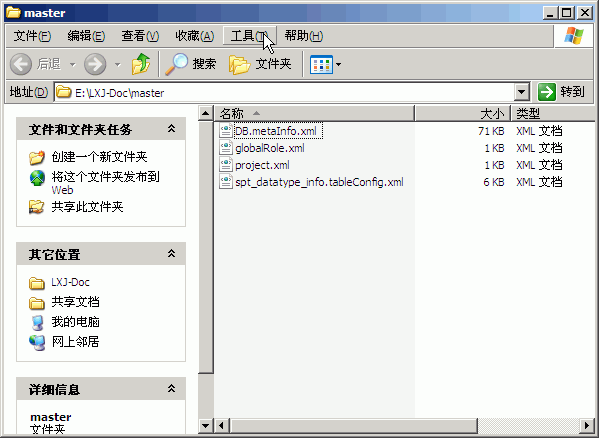 master
文件(F) 编辑(E) 查看(V) 收藏(A) 工具(T) 帮助(H)
后退 搜索 文件夹
地址(D) E:\LXJ-Doc\master 转到
文件和文件夹任务
创建一个新文件夹
将这个文件夹发布到
Web
共享此文件夹
其它位置
LXJ-Doc
共享文档
我的电脑
网上邻居
详细信息
master
文件夹
名称 大小 类型
DB.metaInfo.xml 71 KB XML 文档
globalRole.xml 1 KB XML 文档
project.xml 1 KB XML 文档
spt_datatype_info.tableConfig.xml 6 KB XML 文档